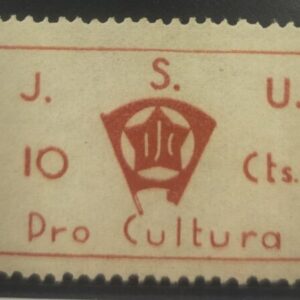 J. S. U.
10 Cts.
Pro Cultura